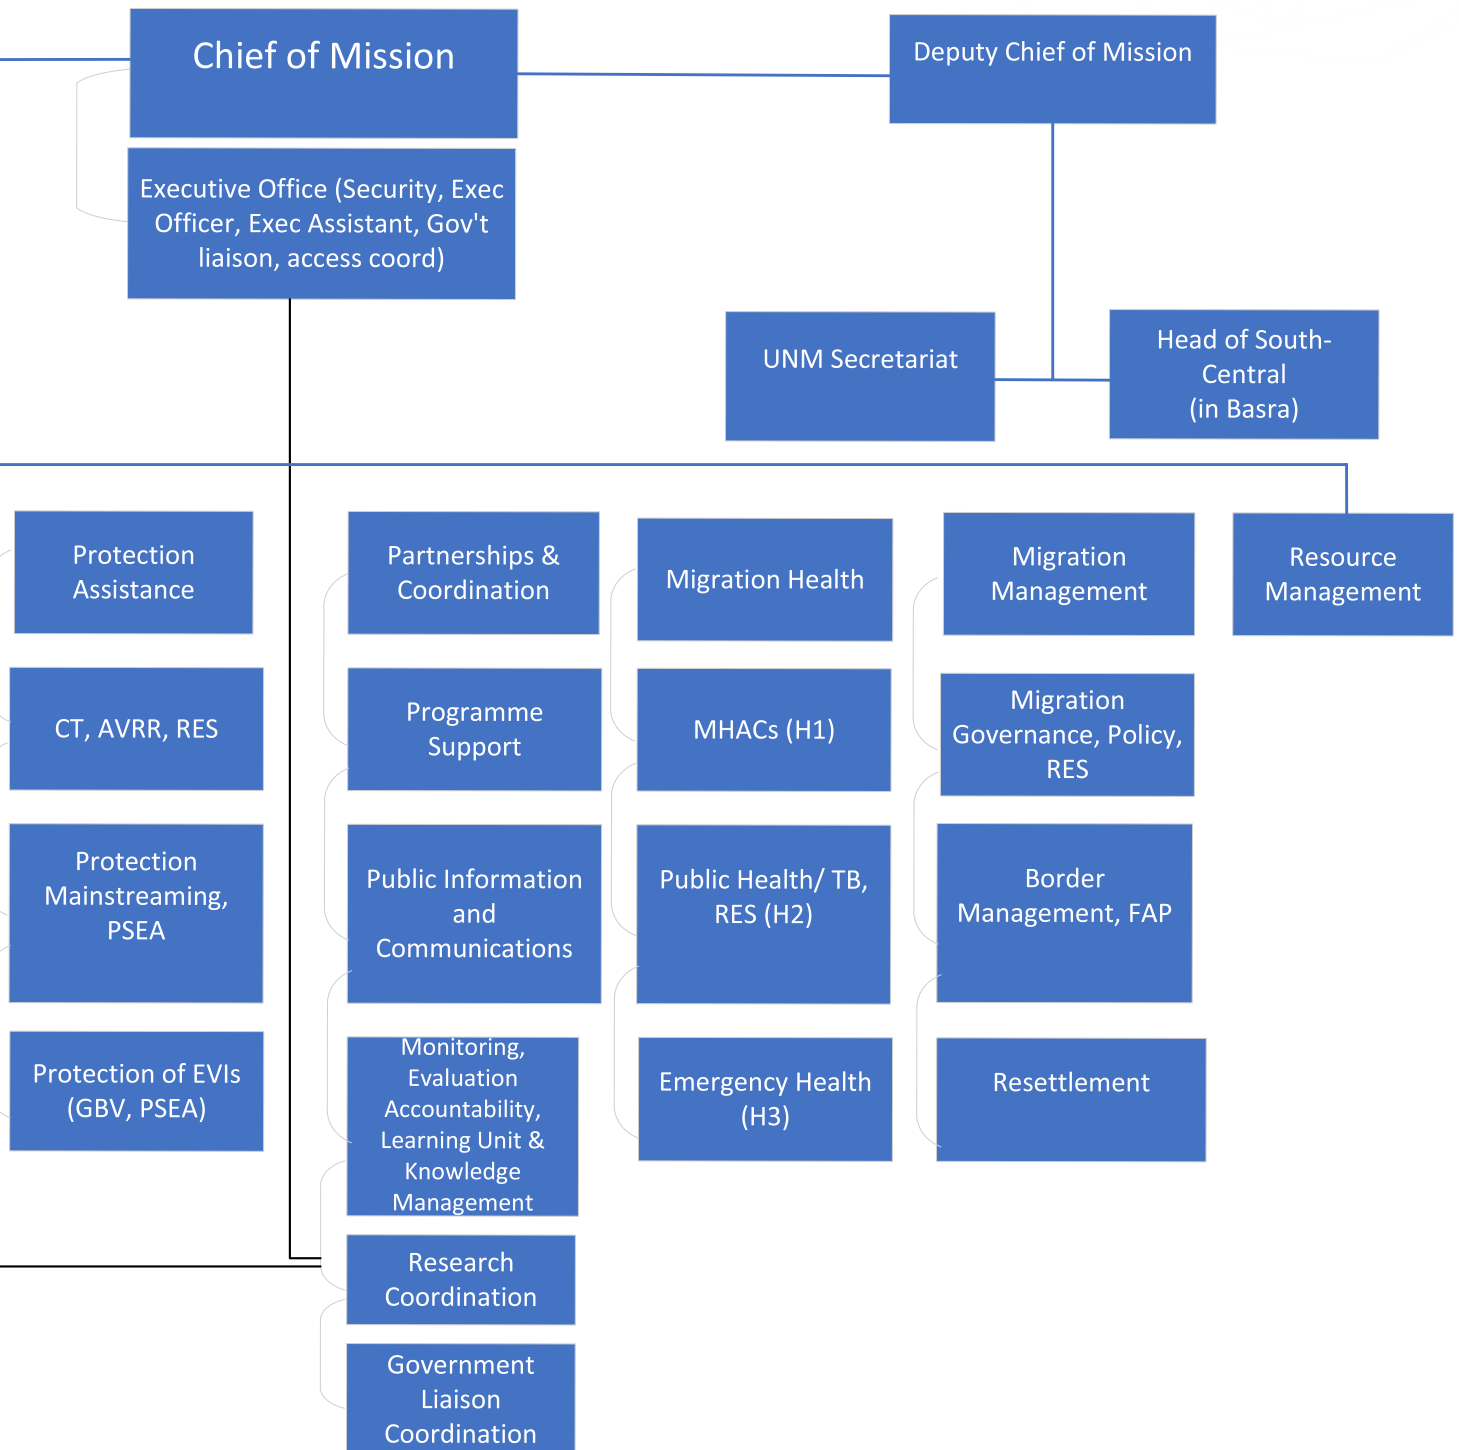 Chief of Mission
Deputy Chief of Mission
Executive Office (Security, Exec
Officer, Exec Assistant, Gov't
liaison, access coord)
UNM Secretariat
Head of South-
Central
(in Basra)
Protection
Assistance
CT, AVRR, RES
Protection
Mainstreaming,
PSEA
Protection of EVIs
(GBV, PSEA)
Partnerships &
Coordination
Programme
Support
Public Information
and
Communications
Monitoring,
Evaluation
Accountability,
Learning Unit &
Knowledge
Management
Research
Coordination
Government
Liaison
Coordination
Migration Health
MHACs (H1)
Public Health/ TB,
RES (H2)
Emergency Health
(H3)
Migration
Management
Migration
Governance, Policy,
RES
Border
Management, FAP
Resettlement
Resource
Management